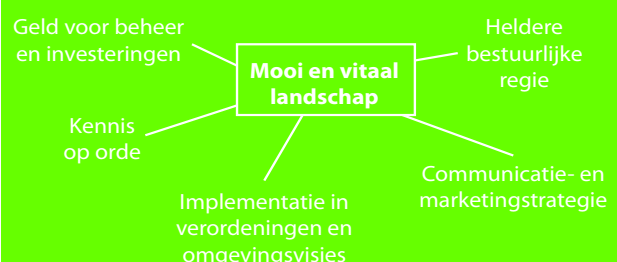 Geld voor beheer
en investeringen
Heldere
bestuurlijke
regie
Mooi en vitaal
landschap
Kennis
op orde
Communicatie- en
marketingstrategie
Implementatie in
verordeningen en
omgevingsvisies